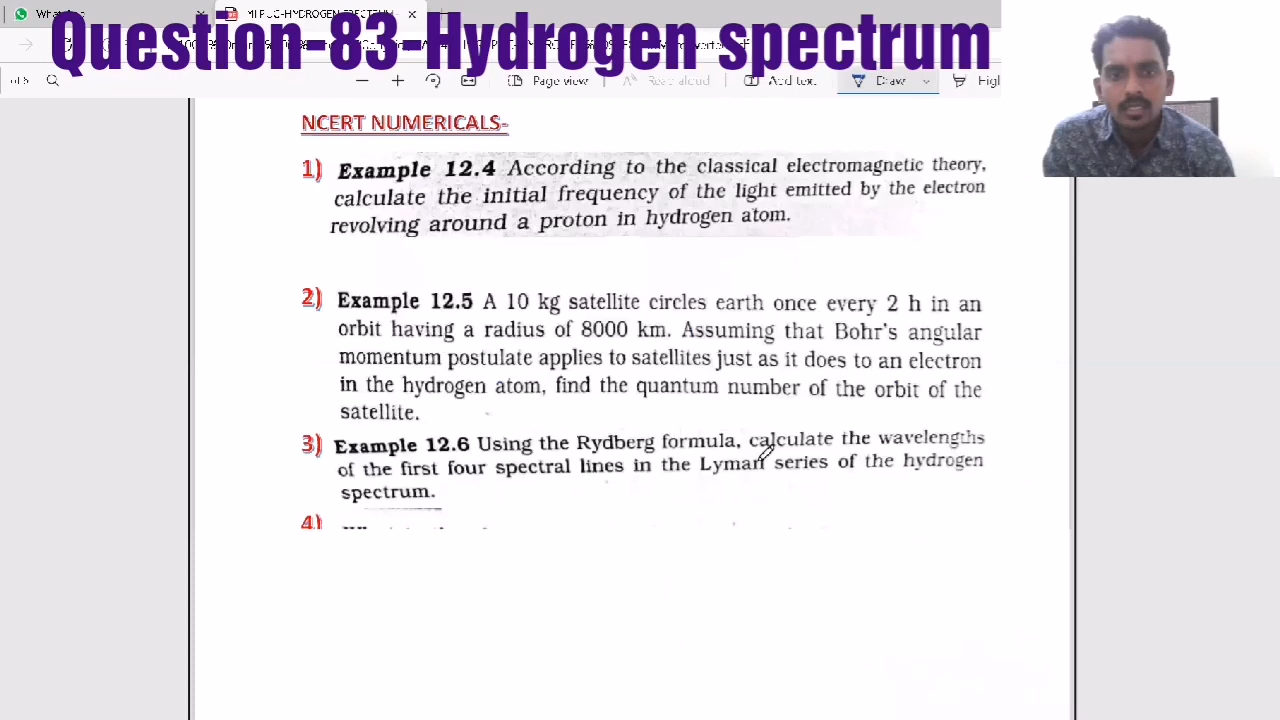 Question-83-Hydrogen spectrum
Page view
Read aloud
Add text
Draw
NCERT NUMERICALS-
1) Example 12.4 According to the classical electromagnetic theory,
calculate the initial frequency of the light emitted by the electron
revolving around a proton in hydrogen atom.
2) Example 12.5 A 10 kg satellite circles earth once every 2 h in an
orbit having a radius of 8000 km. Assuming that Bohr's angular
momentum postulate applies to satellites just as it does to an electron
in the hydrogen atom, find the quantum number of the orbit of the
satellite.
3) Example 12.6 Using the Rydberg formula, calculate the wavelengths
of the first four spectral lines in the Lyman series of the hydrogen
spectrum.
4)